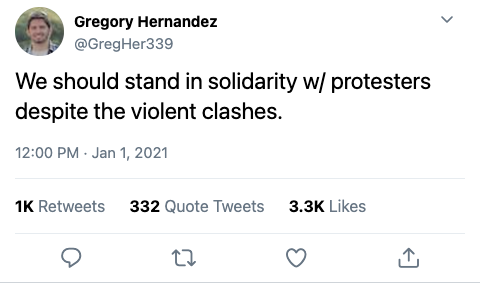 Gregory Hernandez
@GregHer339
We should stand in solidarity w/ protesters
despite the violent clashes.
12:00 PM · Jan 1, 2021
1K Retweets 332 Quote Tweets 3.3K Likes